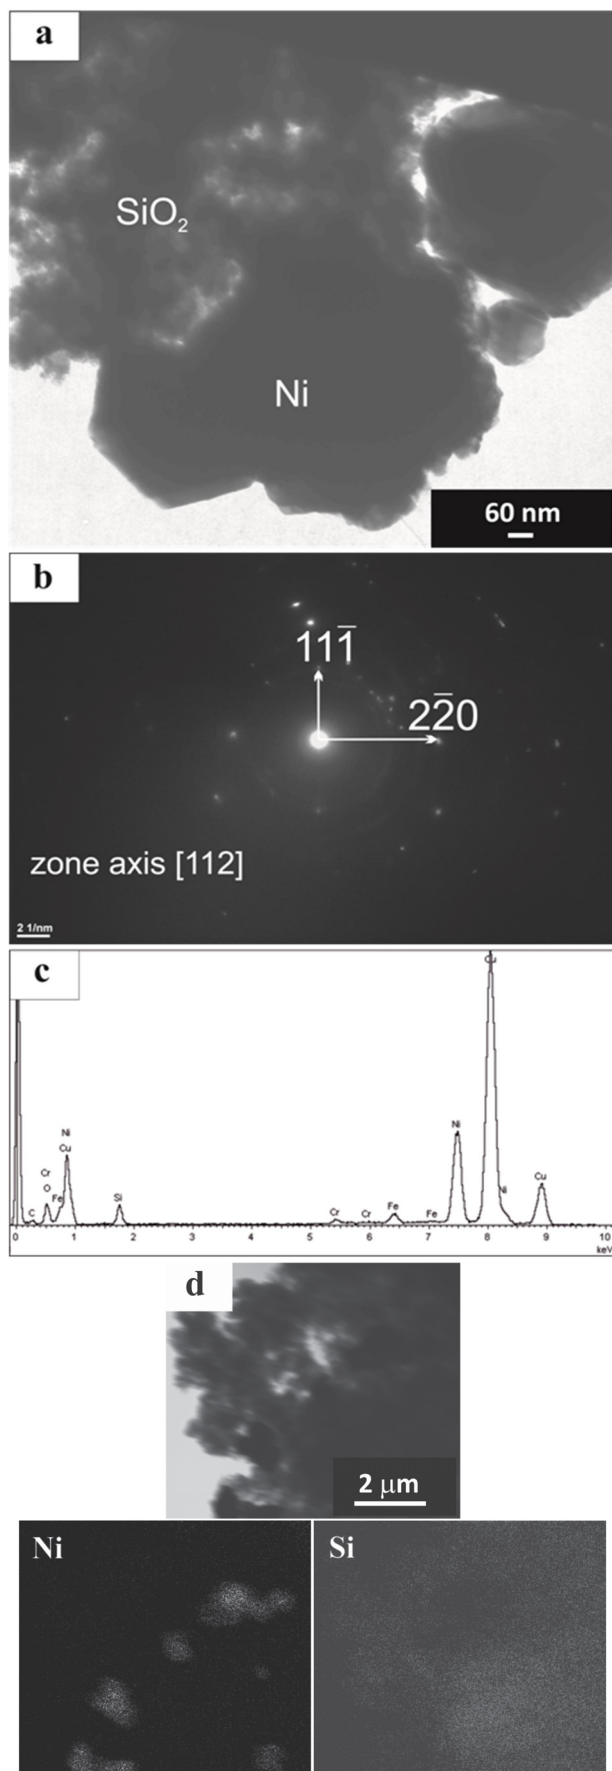 a
SiO₂
Ni
60 nm
b
111̅
22̅0
zone axis [112]
2 1/nm
c
Cu
Ni
Ni
Cu
Cr
O
Fe
C
Si
Cr
Cr
Fe
Fe
Ni
Cu
0 1 2 3 4 5 6 7 8 9 10
keV
d
2 μm
Ni
Si